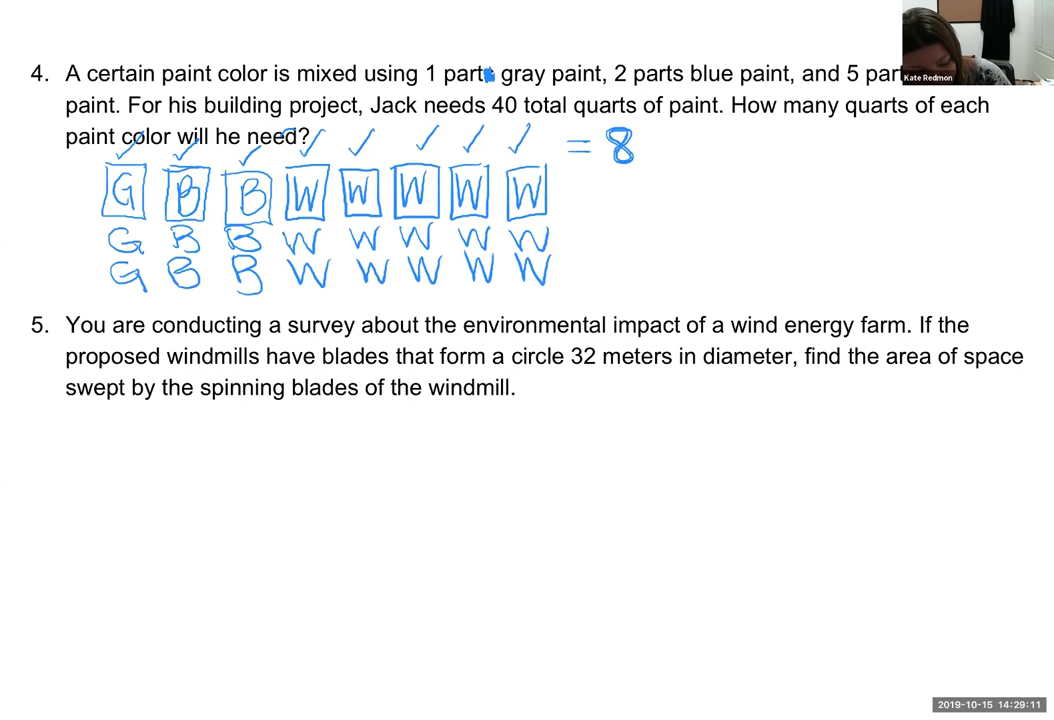 4. A certain paint color is mixed using 1 part gray paint, 2 parts blue paint, and 5 par
Kate Redmon
paint. For his building project, Jack needs 40 total quarts of paint. How many quarts of each
paint color will he need?
= 8
G B B W W W W W
G B B W W W W W
G B B W W W W W
5. You are conducting a survey about the environmental impact of a wind energy farm. If the
proposed windmills have blades that form a circle 32 meters in diameter, find the area of space
swept by the spinning blades of the windmill.
2019-10-15 14:29:11